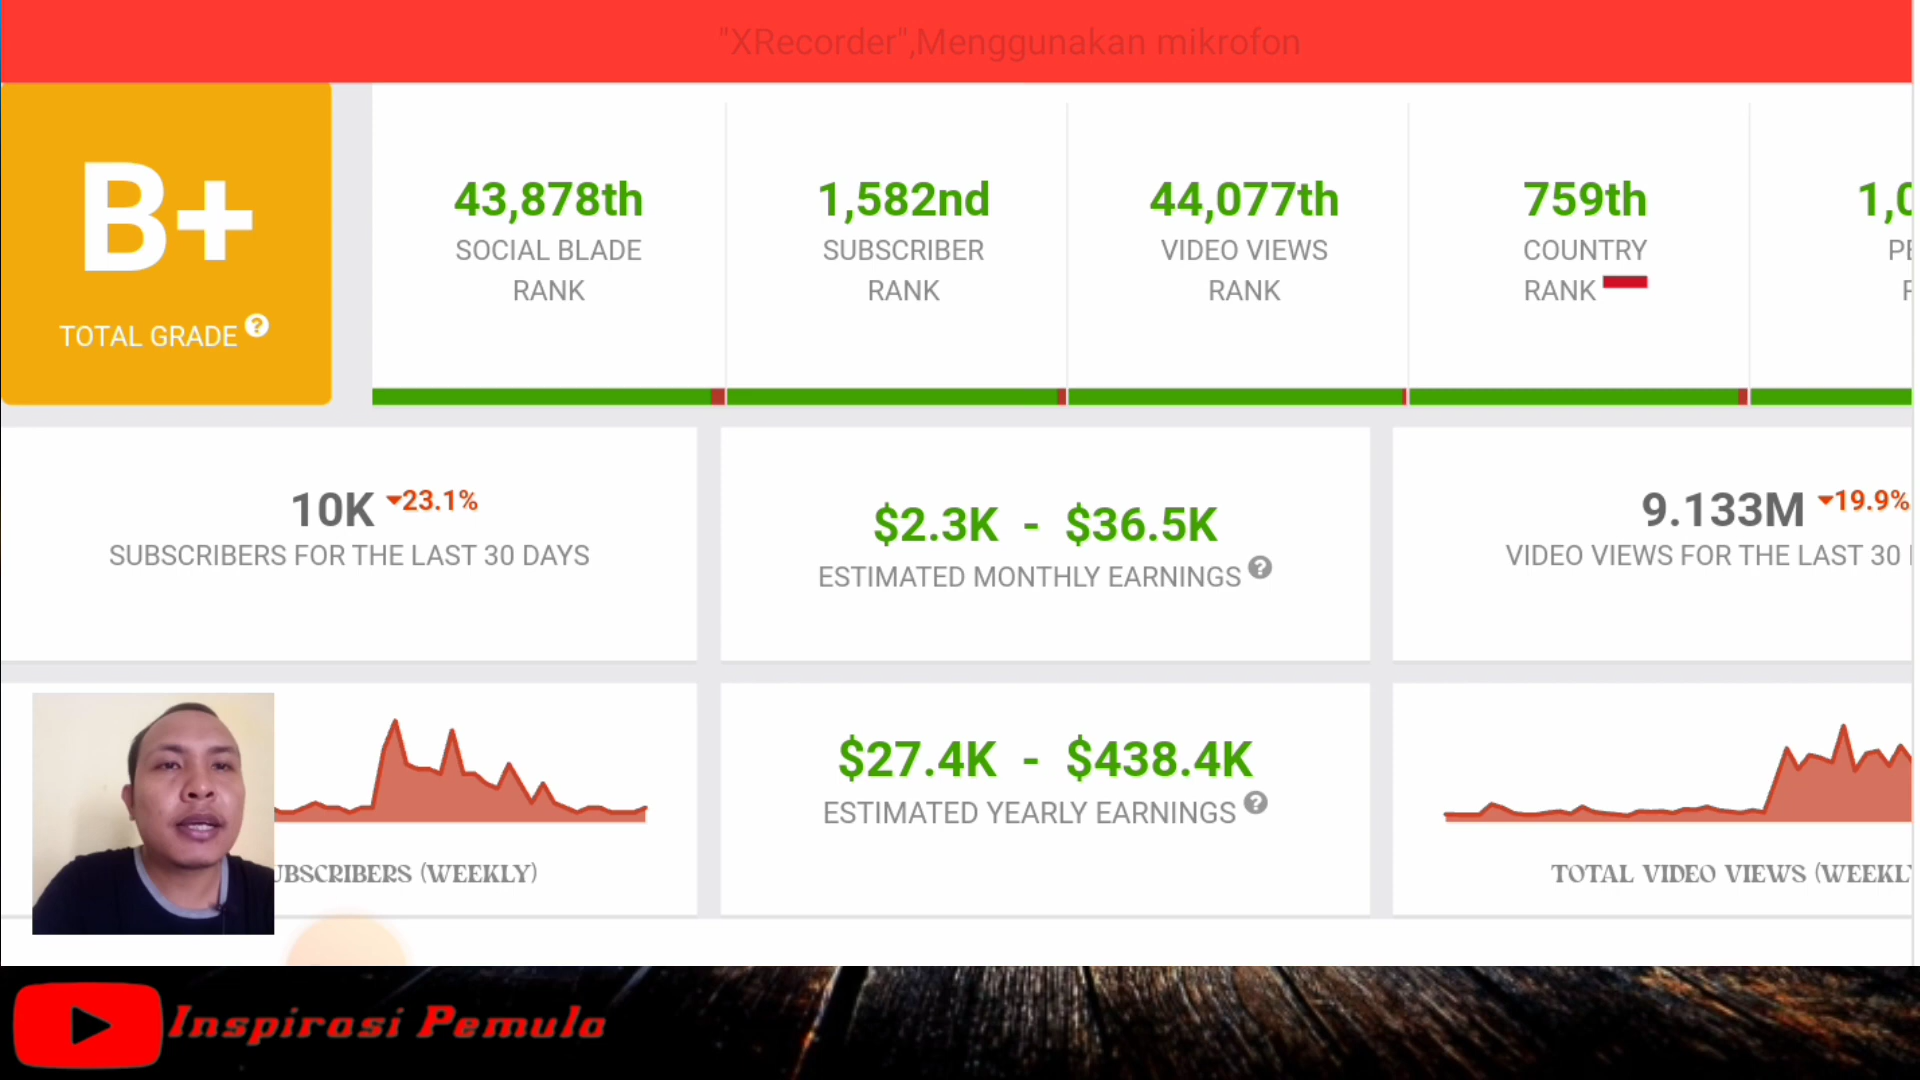 "XRecorder",Menggunakan mikrofon
B+
TOTAL GRADE ?
43,878th
SOCIAL BLADE
RANK
1,582nd
SUBSCRIBER
RANK
44,077th
VIDEO VIEWS
RANK
759th
COUNTRY
RANK
10K 23.1%
SUBSCRIBERS FOR THE LAST 30 DAYS
$2.3K - $36.5K
ESTIMATED MONTHLY EARNINGS ?
9.133M 19.9%
VIDEO VIEWS FOR THE LAST 30
UBSCRIBERS (WEEKLY)
$27.4K - $438.4K
ESTIMATED YEARLY EARNINGS ?
TOTAL VIDEO VIEWS (WEEKL
Inspirasi Pemula